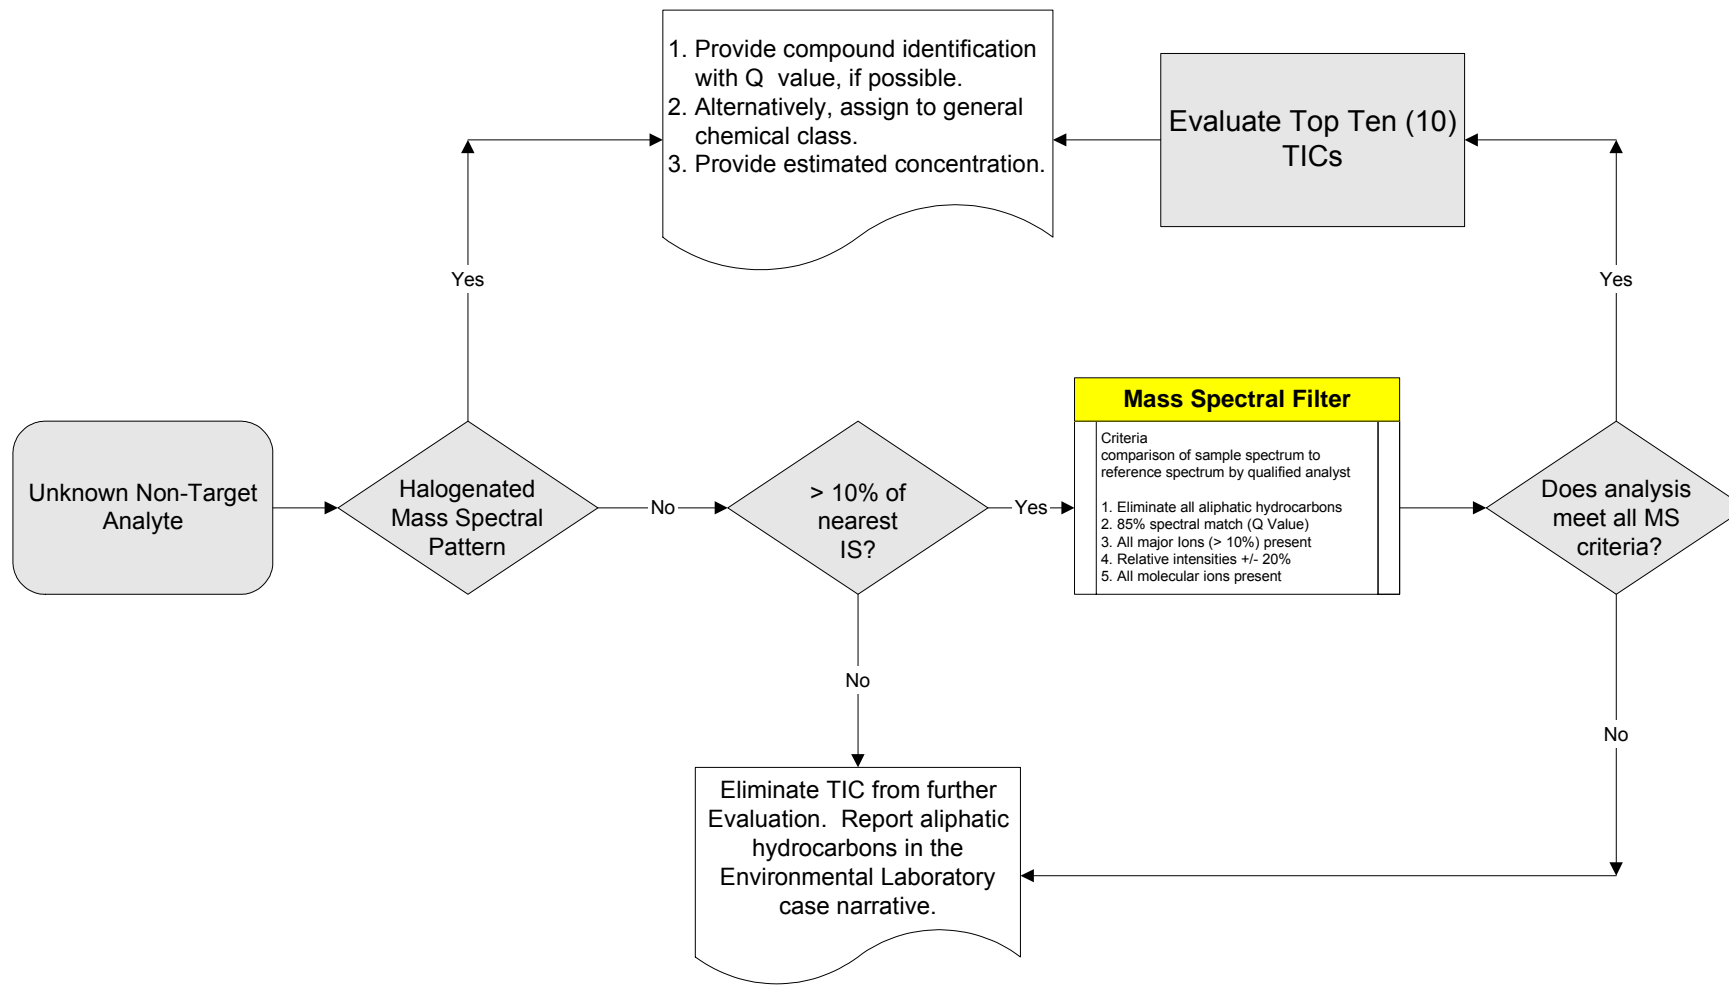 1. Provide compound identification
with Q value, if possible.
2. Alternatively, assign to general
chemical class.
3. Provide estimated concentration.
Evaluate Top Ten (10)
TICs
Yes
Yes
Unknown Non-Target
Analyte
Halogenated
Mass Spectral
Pattern
No
> 10% of
nearest
IS?
Yes
Mass Spectral Filter
Criteria
comparison of sample spectrum to
reference spectrum by qualified analyst
1. Eliminate all aliphatic hydrocarbons
2. 85% spectral match (Q Value)
3. All major Ions (> 10%) present
4. Relative intensities +/- 20%
5. All molecular ions present
Does analysis
meet all MS
criteria?
No
No
Eliminate TIC from further
Evaluation. Report aliphatic
hydrocarbons in the
Environmental Laboratory
case narrative.